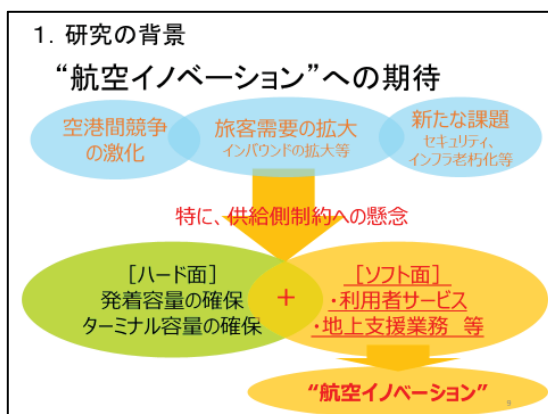 1. 研究の背景
“航空イノベーション”への期待
空港間競争
の激化
旅客需要の拡大
インバウンドの拡大等
新たな課題
セキュリティ、
インフラ老朽化等
特に、供給側制約への懸念
[ハード面]
発着容量の確保
ターミナル容量の確保
+
[ソフト面]
・利用者サービス
・地上支援業務 等
“航空イノベーション”
9